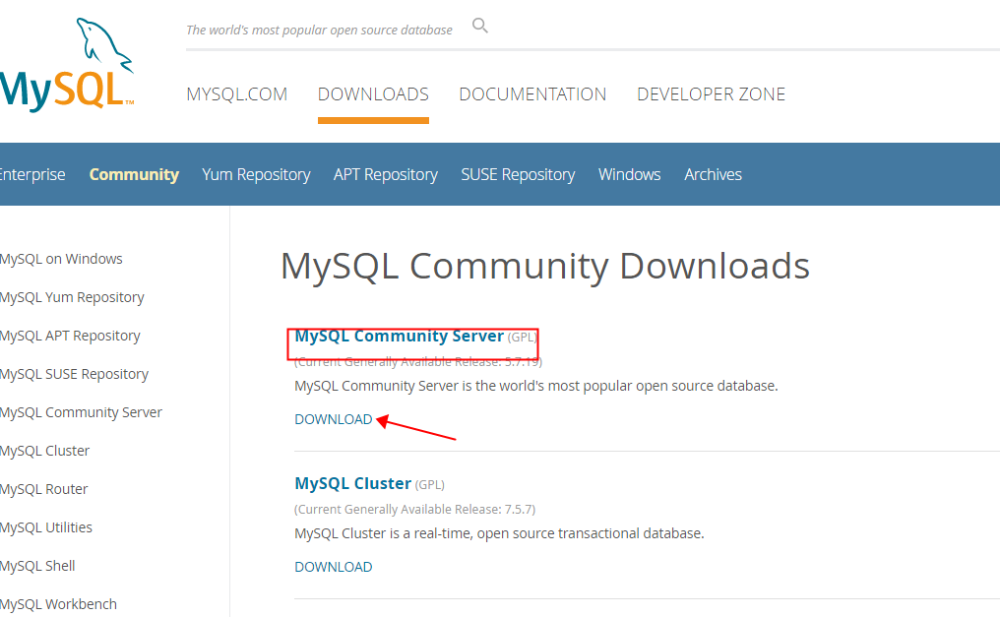 The world's most popular open source database
MySQL™
MYSQL.COM DOWNLOADS DOCUMENTATION DEVELOPER ZONE
Enterprise Community Yum Repository APT Repository SUSE Repository Windows Archives
MySQL on Windows
MySQL Yum Repository
MySQL APT Repository
MySQL SUSE Repository
MySQL Community Server
MySQL Cluster
MySQL Router
MySQL Utilities
MySQL Shell
MySQL Workbench
MySQL Community Downloads
MySQL Community Server (GPL)
(Current Generally Available Release: 5.7.19)
MySQL Community Server is the world's most popular open source database.
DOWNLOAD
MySQL Cluster (GPL)
(Current Generally Available Release: 7.5.7)
MySQL Cluster is a real-time, open source transactional database.
DOWNLOAD